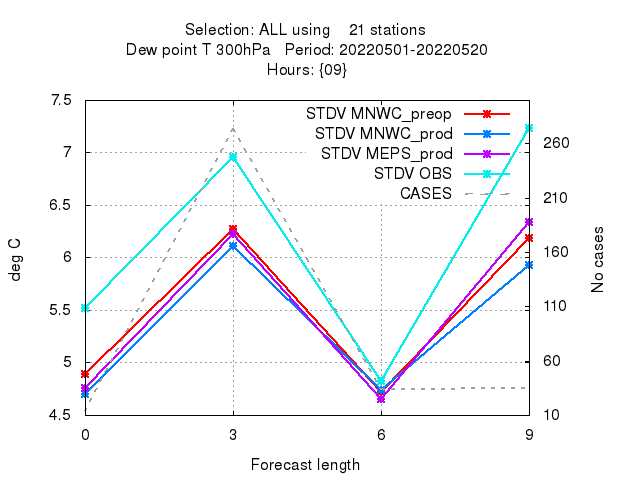 Selection: ALL using    21 stations
Dew point T 300hPa   Period: 20220501-20220520
Hours: {09}
7.5
7
6.5
6
5.5
5
4.5
deg C
STDV MNWC_preop
STDV MNWC_prod
STDV MEPS_prod
STDV OBS
CASES
260
210
160
110
60
10
No cases
0 3 6 9
Forecast length